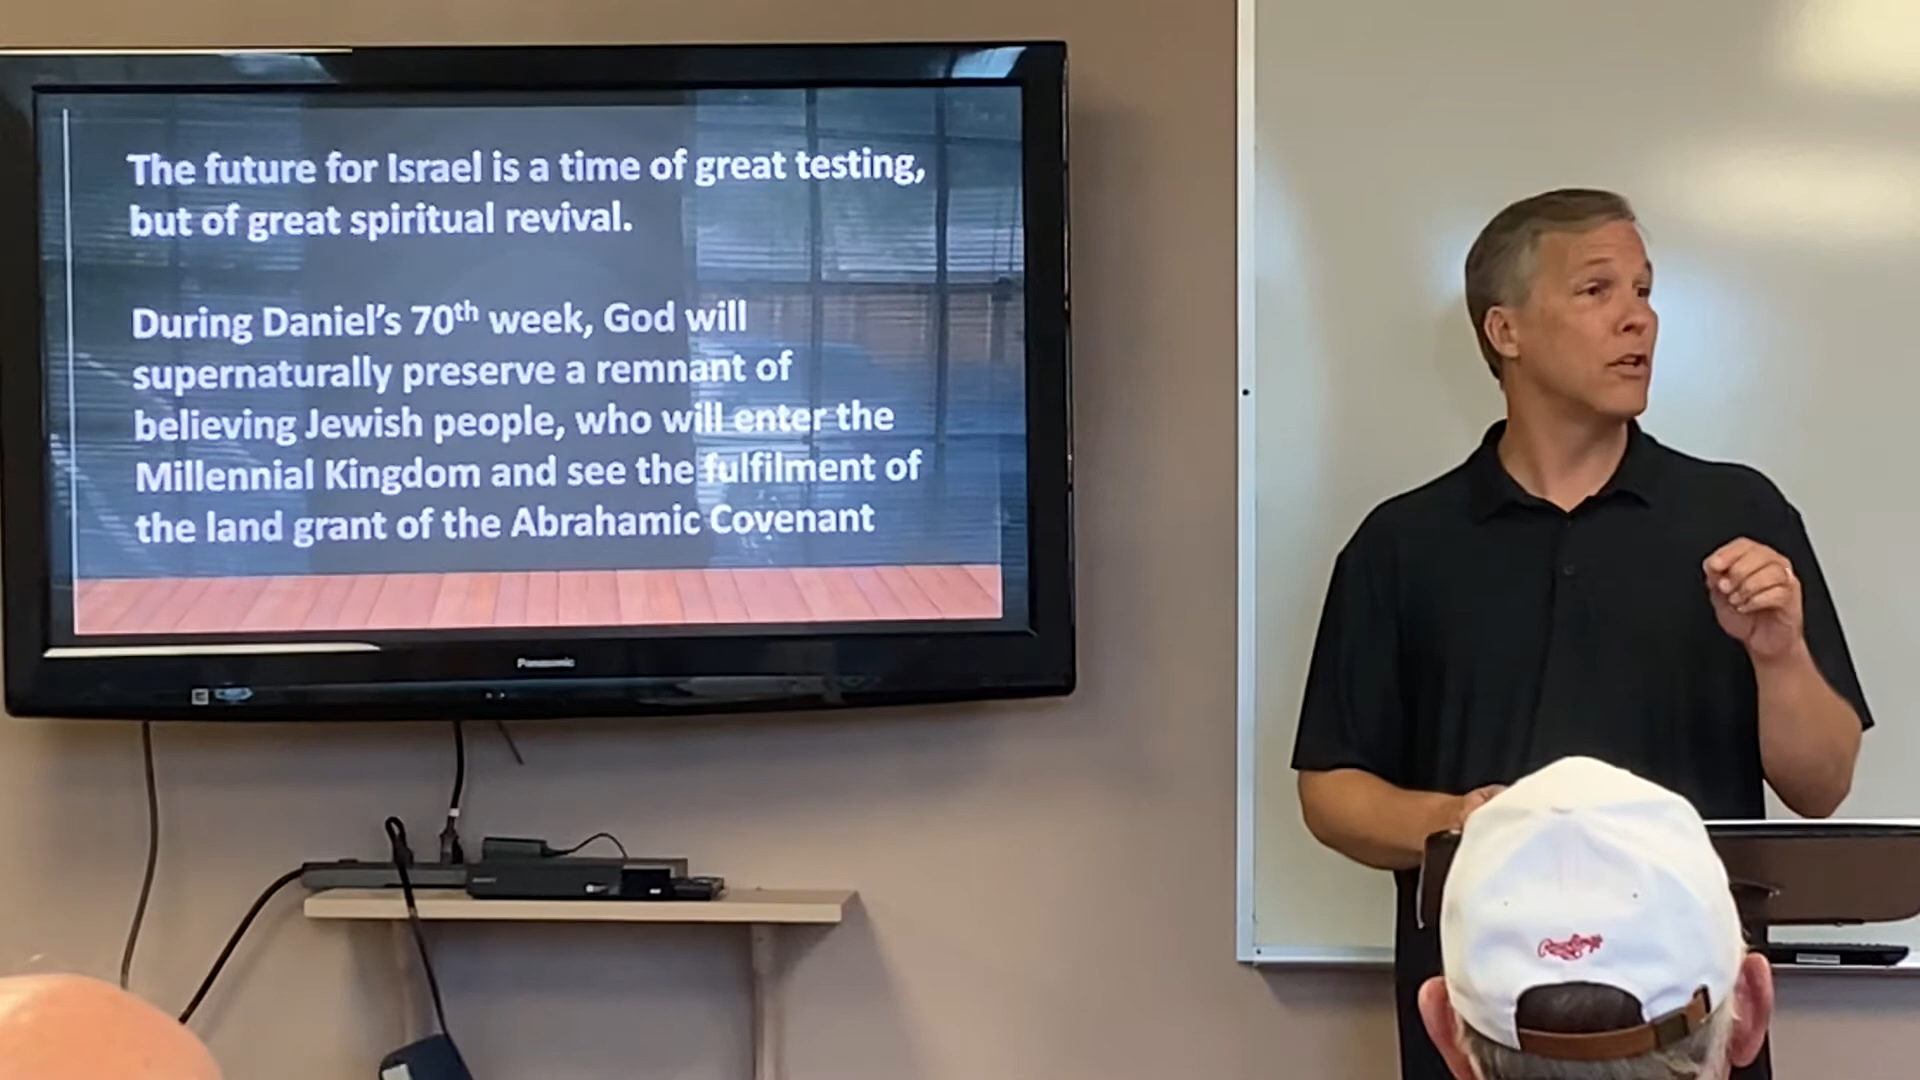 The future for Israel is a time of great testing,
but of great spiritual revival.
During Daniel's 70th week, God will
supernaturally preserve a remnant of
believing Jewish people, who will enter the
Millennial Kingdom and see the fulfilment of
the land grant of the Abrahamic Covenant
Panasonic
Rawlings